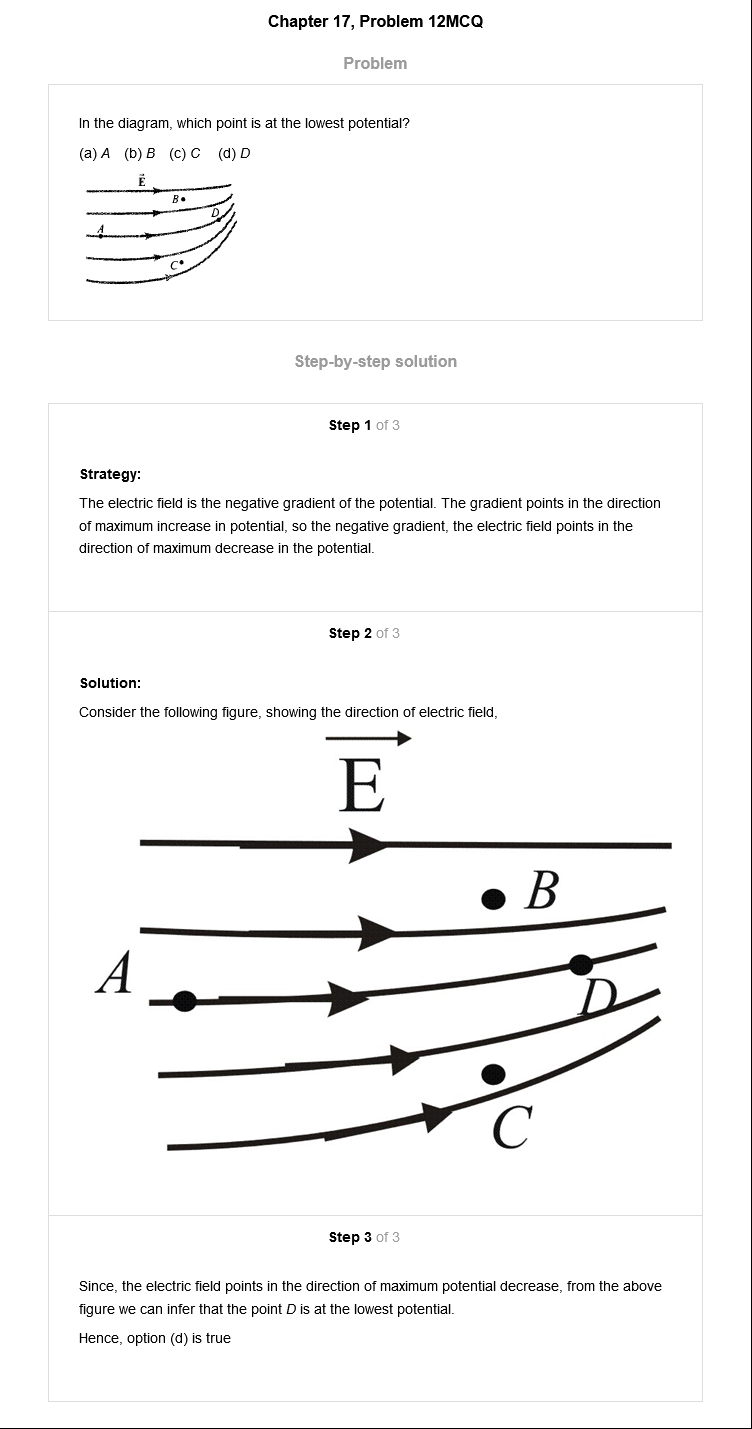 Chapter 17, Problem 12MCQ
Problem
In the diagram, which point is at the lowest potential?
(a) A (b) B (c) C (d) D
E
B
D
A
C
Step-by-step solution
Step 1 of 3
Strategy:
The electric field is the negative gradient of the potential. The gradient points in the direction
of maximum increase in potential, so the negative gradient, the electric field points in the
direction of maximum decrease in the potential.
Step 2 of 3
Solution:
Consider the following figure, showing the direction of electric field,
E
B
A
D
C
Step 3 of 3
Since, the electric field points in the direction of maximum potential decrease, from the above
figure we can infer that the point D is at the lowest potential.
Hence, option (d) is true